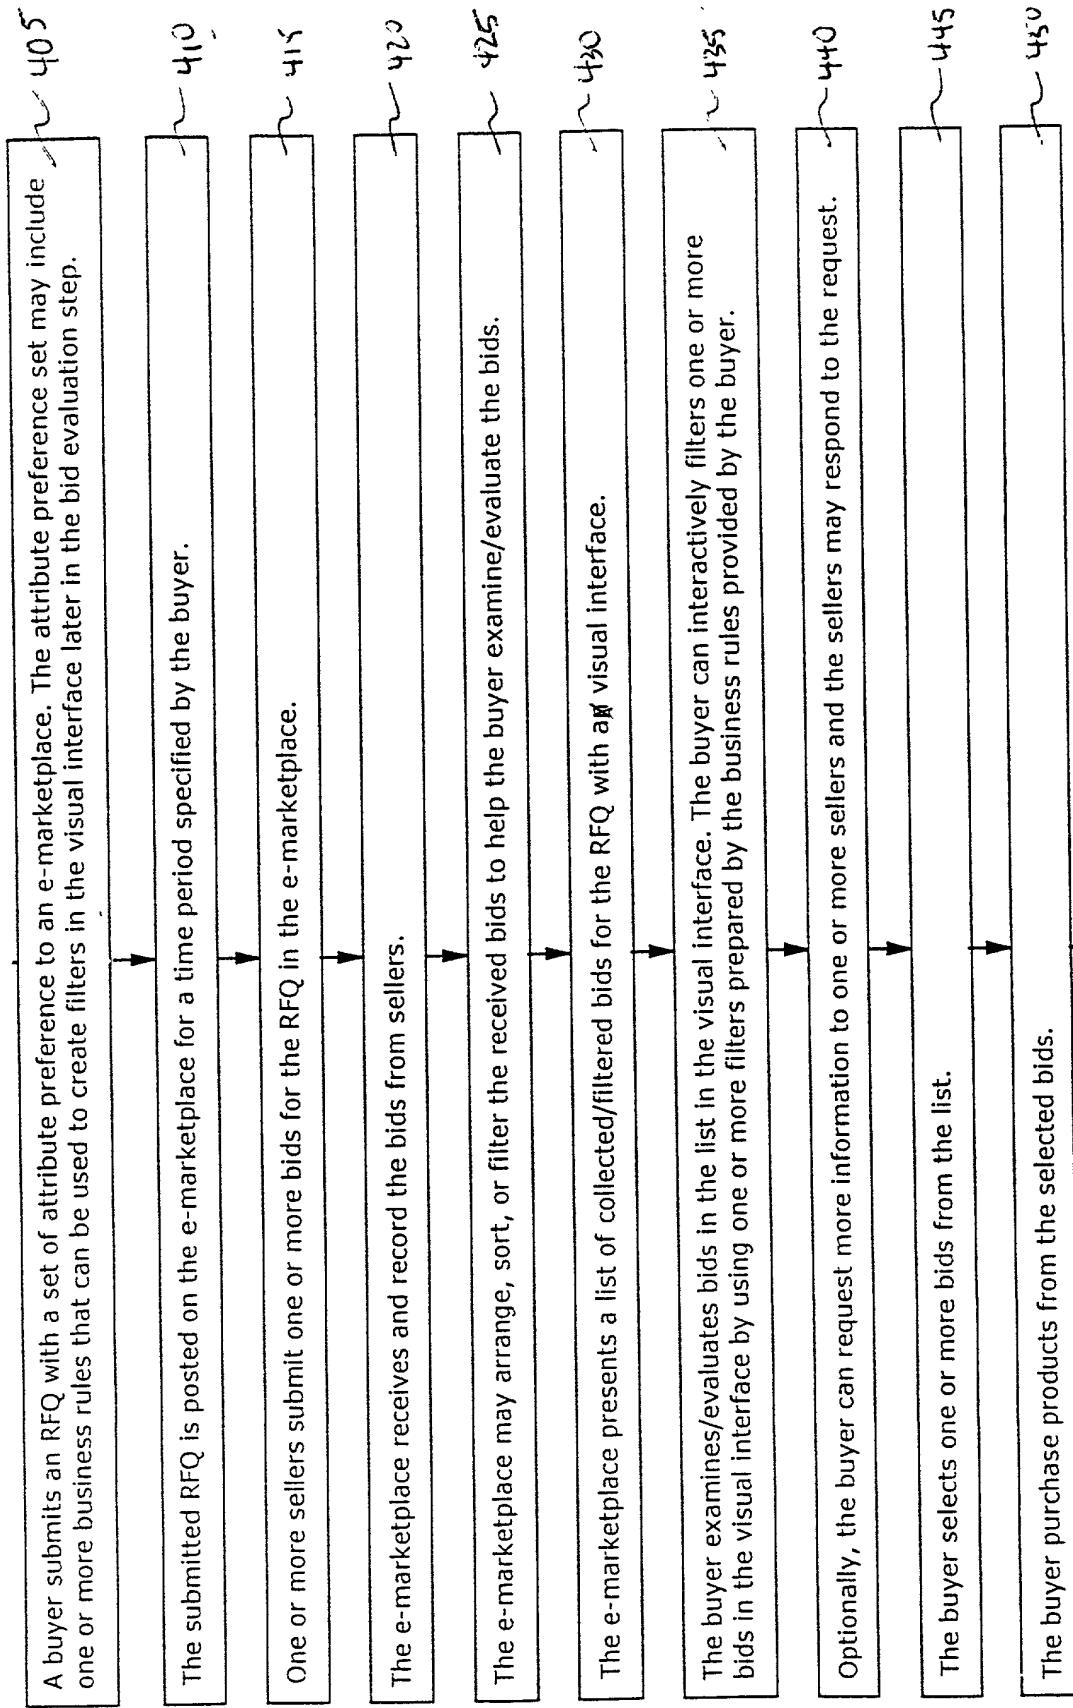 A buyer submits an RFQ with a set of attribute preference to an e-marketplace. The attribute preference set may include
one or more business rules that can be used to create filters in the visual interface later in the bid evaluation step.
405
The submitted RFQ is posted on the e-marketplace for a time period specified by the buyer.
410
One or more sellers submit one or more bids for the RFQ in the e-marketplace.
415
The e-marketplace receives and record the bids from sellers.
420
The e-marketplace may arrange, sort, or filter the received bids to help the buyer examine/evaluate the bids.
425
The e-marketplace presents a list of collected/filtered bids for the RFQ with a visual interface.
430
The buyer examines/evaluates bids in the list in the visual interface. The buyer can interactively filters one or more
bids in the visual interface by using one or more filters prepared by the business rules provided by the buyer.
435
Optionally, the buyer can request more information to one or more sellers and the sellers may respond to the request.
440
The buyer selects one or more bids from the list.
445
The buyer purchase products from the selected bids.
450